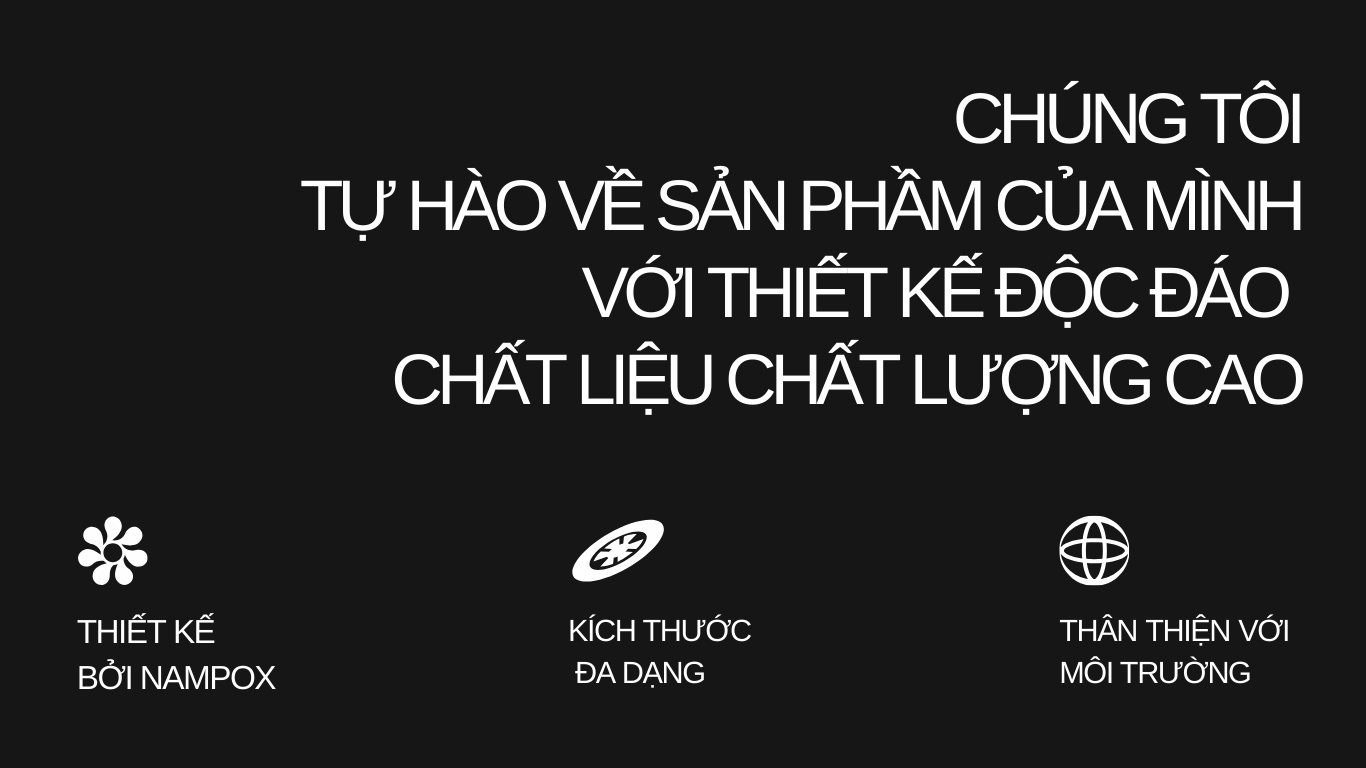 CHÚNG TÔI
TỰ HÀO VỀ SẢN PHẦM CỦA MÌNH
VỚI THIẾT KẾ ĐỘC ĐÁO
CHẤT LIỆU CHẤT LƯỢNG CAO
THIẾT KẾ
BỞI NAMPOX
KÍCH THƯỚC
ĐA DẠNG
THÂN THIỆN VỚI
MÔI TRƯỜNG